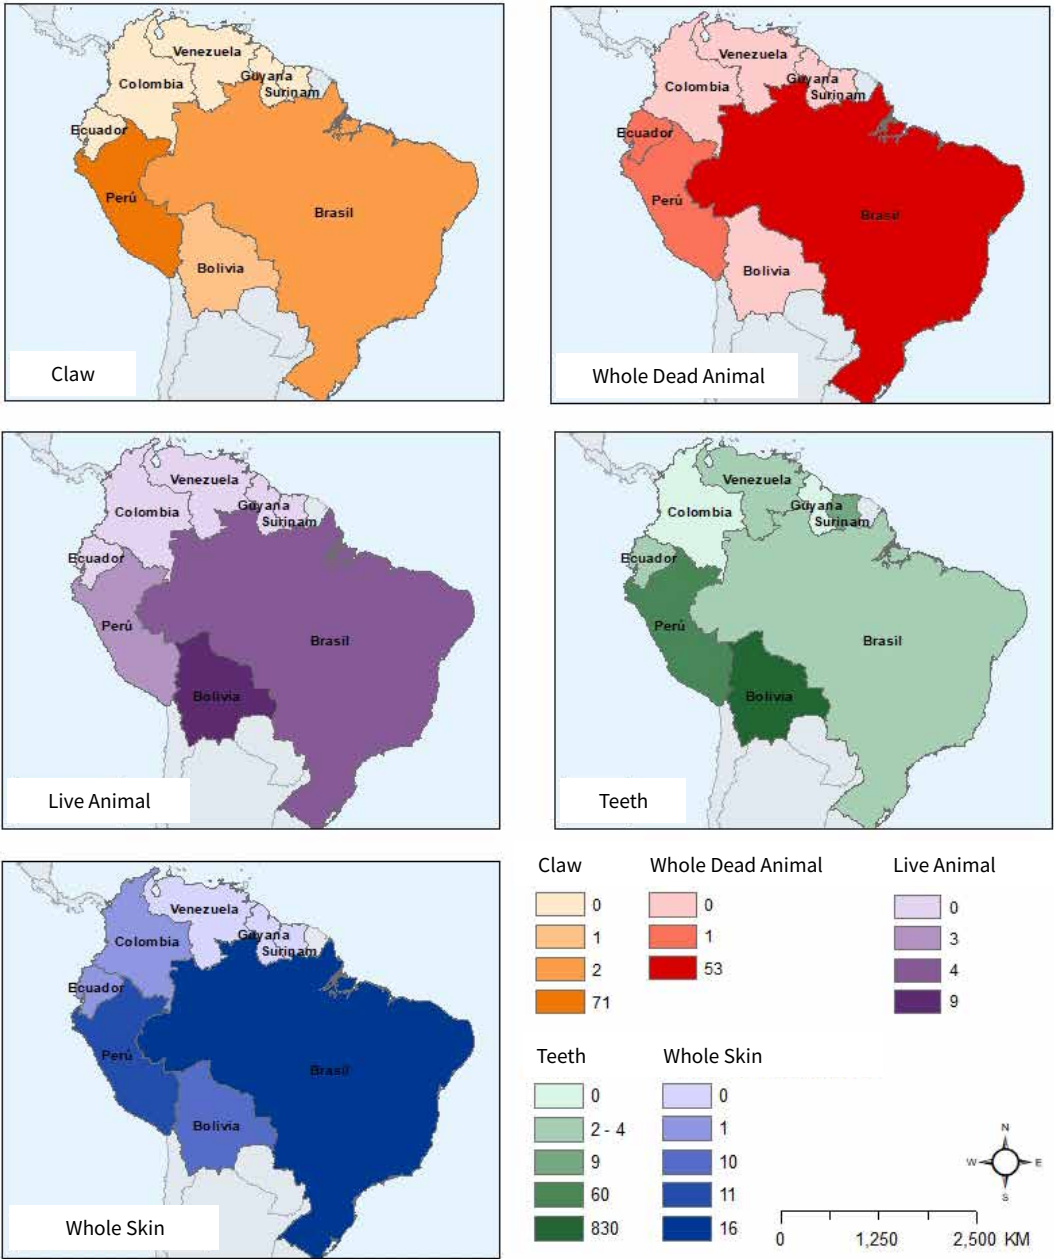 Venezuela
Guyana
Surinam
Colombia
Ecuador
Perú
Brasil
Bolivia
Claw
Venezuela
Guyana
Surinam
Colombia
Ecuador
Perú
Brasil
Bolivia
Whole Dead Animal
Venezuela
Guyana
Surinam
Colombia
Ecuador
Perú
Brasil
Bolivia
Live Animal
Venezuela
Guyana
Surinam
Colombia
Ecuador
Perú
Brasil
Bolivia
Teeth
Venezuela
Guyana
Surinam
Colombia
Ecuador
Perú
Brasil
Bolivia
Whole Skin
Claw
0
1
2
71
Whole Dead Animal
0
1
53
Live Animal
0
3
4
9
Teeth
0
2 - 4
9
60
830
Whole Skin
0
1
10
11
16
N
W E
S
0 1,250 2,500 KM